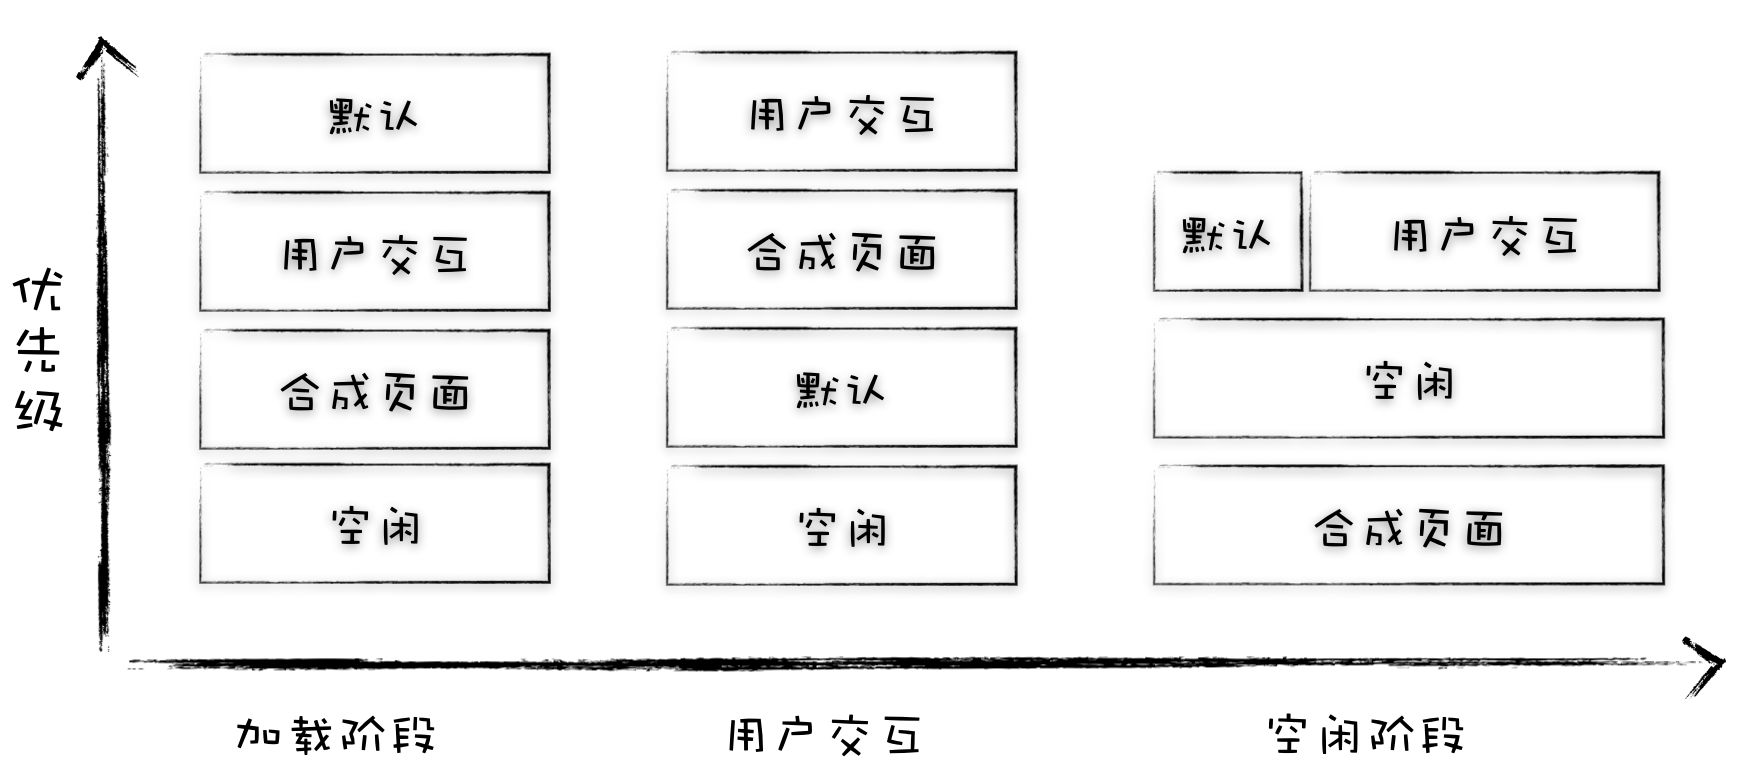 优先级
默认
用户交互
合成页面
空闲
用户交互
合成页面
默认
空闲
默认
用户交互
空闲
合成页面
加载阶段
用户交互
空闲阶段